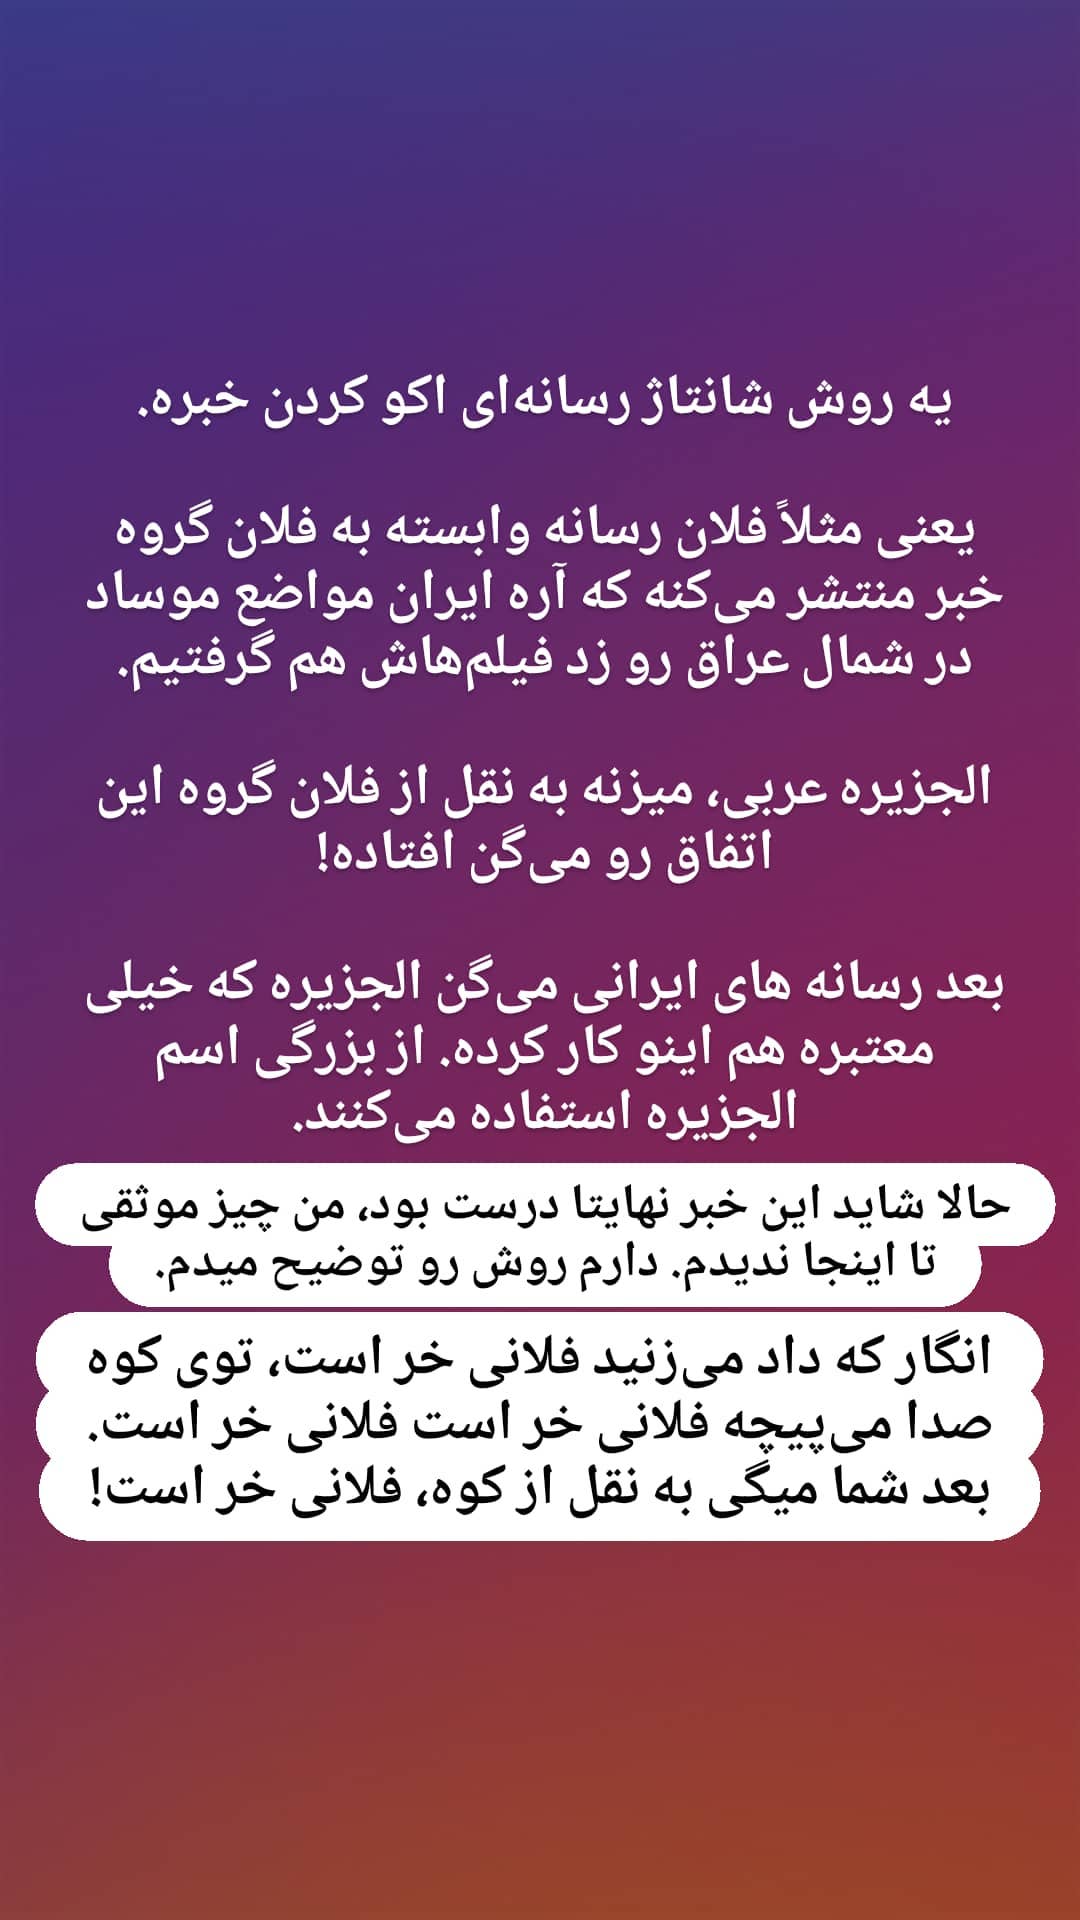 یه روش شانتاژ رسانه‌ای اکو کردن خبره.
یعنی مثلاً فلان رسانه وابسته به فلان گروه
خبر منتشر می‌کنه که آره ایران مواضع موساد
در شمال عراق رو زد فیلم‌هاش هم گرفتیم.
الجزیره عربی، میزنه به نقل از فلان گروه این
اتفاق رو می‌گن افتاده!
بعد رسانه های ایرانی می‌گن الجزیره که خیلی
معتبره هم اینو کار کرده. از بزرگی اسم
الجزیره استفاده می‌کنند.
حالا شاید این خبر نهایتا درست بود، من چیز موثقی
تا اینجا ندیدم. دارم روش رو توضیح میدم.
انگار که داد می‌زنید فلانی خر است، توی کوه
صدا می‌پیچه فلانی خر است فلانی خر است.
بعد شما میگی به نقل از کوه، فلانی خر است!